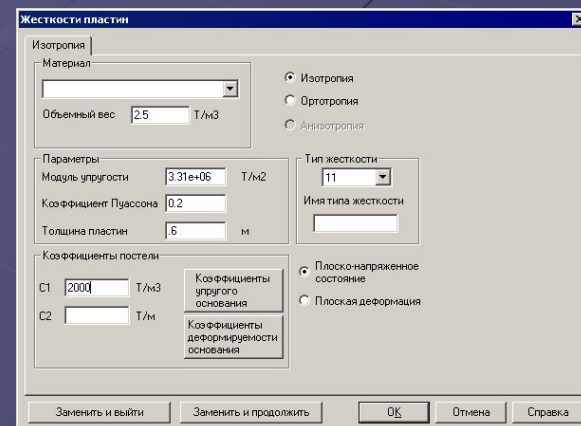 Жесткости пластин
Изотропия
Материал
Объемный вес 2.5 Т/м3
Изотропия
Ортотропия
Анизотропия
Параметры
Модуль упругости 3.31e+06 Т/м2
Коэффициент Пуассона 0.2
Толщина пластин .6 м
Тип жесткости
11
Имя типа жесткости
Коэффициенты постели
С1 2000 Т/м3
С2 Т/м
Коэффициенты
упругого
основания
Коэффициенты
деформируемости
основания
Плоско-напряженное
состояние
Плоская деформация
Заменить и выйти
Заменить и продолжить
OK
Отмена
Справка